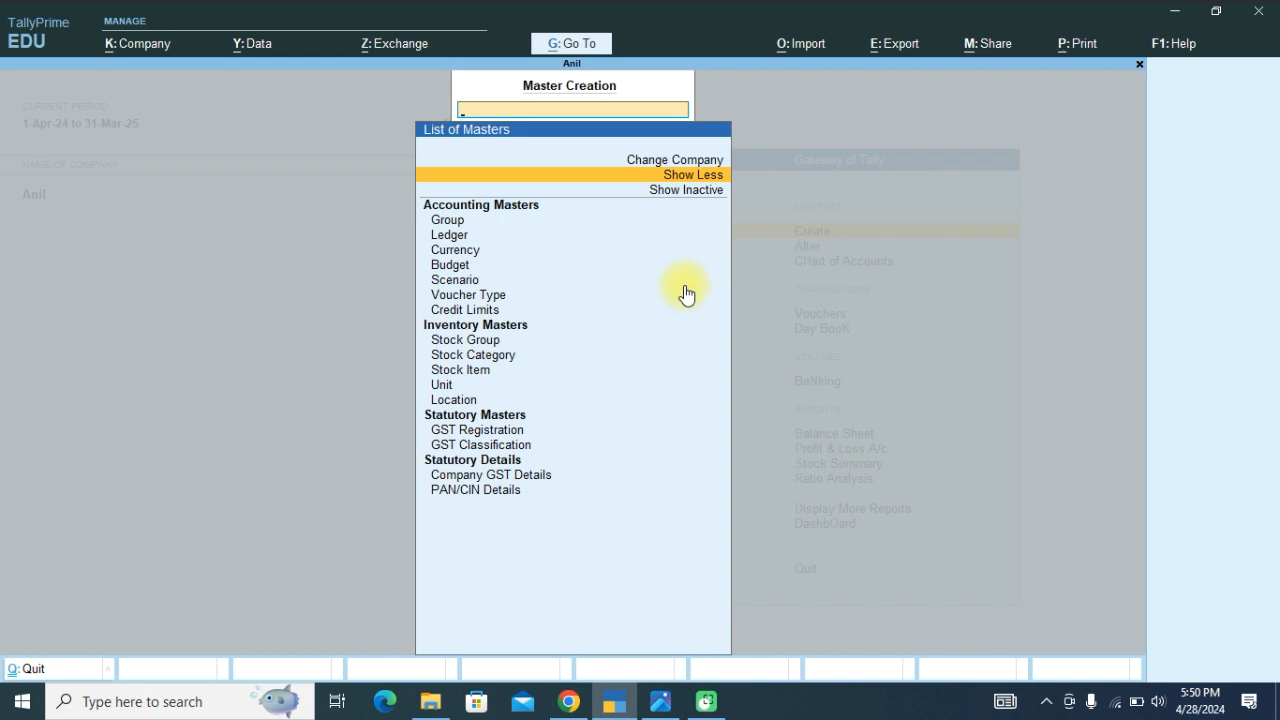 TallyPrime
EDU
MANAGE
K: Company
Y: Data
Z: Exchange
G: Go To
O: Import
E: Export
M: Share
P: Print
F1: Help
Anil
CURRENT PERIOD
1-Apr-24 to 31-Mar-25
NAME OF COMPANY
Anil
Master Creation
List of Masters
Change Company
Show Less
Show Inactive
Accounting Masters
Group
Ledger
Currency
Budget
Scenario
Voucher Type
Credit Limits
Inventory Masters
Stock Group
Stock Category
Stock Item
Unit
Location
Statutory Masters
GST Registration
GST Classification
Statutory Details
Company GST Details
PAN/CIN Details
Gateway of Tally
MASTERS
Create
Alter
CHart of Accounts
TRANSACTIONS
Vouchers
Day BooK
UTILITIES
BaNking
REPORTS
Balance Sheet
Profit & Loss A/c
Stock Summary
Ratio Analysis
Display More Reports
DashbOard
Quit
Q: Quit
Type here to search
5:50 PM
4/28/2024